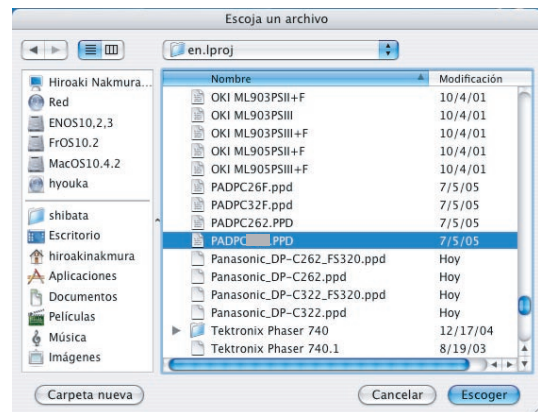 Escoja un archivo
en.lproj
Hiroaki Nakmura...
Red
ENOS10,2,3
FrOS10.2
MacOS10.4.2
hyouka
shibata
Escritorio
hiroakinakmura
Aplicaciones
Documentos
Películas
Música
Imágenes
Nombre Modificación
OKI ML903PSII+F 10/4/01
OKI ML903PSIII 10/4/01
OKI ML903PSIII+F 10/4/01
OKI ML905PSII+F 10/4/01
OKI ML905PSIII+F 10/4/01
PADPC26F.ppd 7/5/05
PADPC32F.ppd 7/5/05
PADPC262.PPD 7/5/05
PADPC .PPD 7/5/05
Panasonic_DP-C262_FS320.ppd Hoy
Panasonic_DP-C262.ppd Hoy
Panasonic_DP-C322_FS320.ppd Hoy
Panasonic_DP-C322.ppd Hoy
Tektronix Phaser 740 12/17/04
Tektronix Phaser 740.1 8/19/03
Carpeta nueva
Cancelar
Escoger